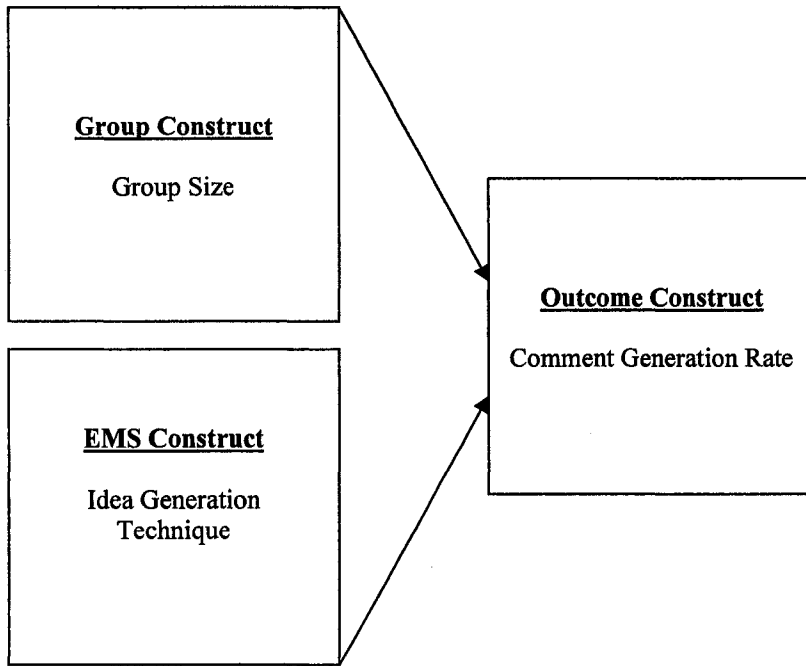 Group Construct
Group Size
EMS Construct
Idea Generation
Technique
Outcome Construct
Comment Generation Rate